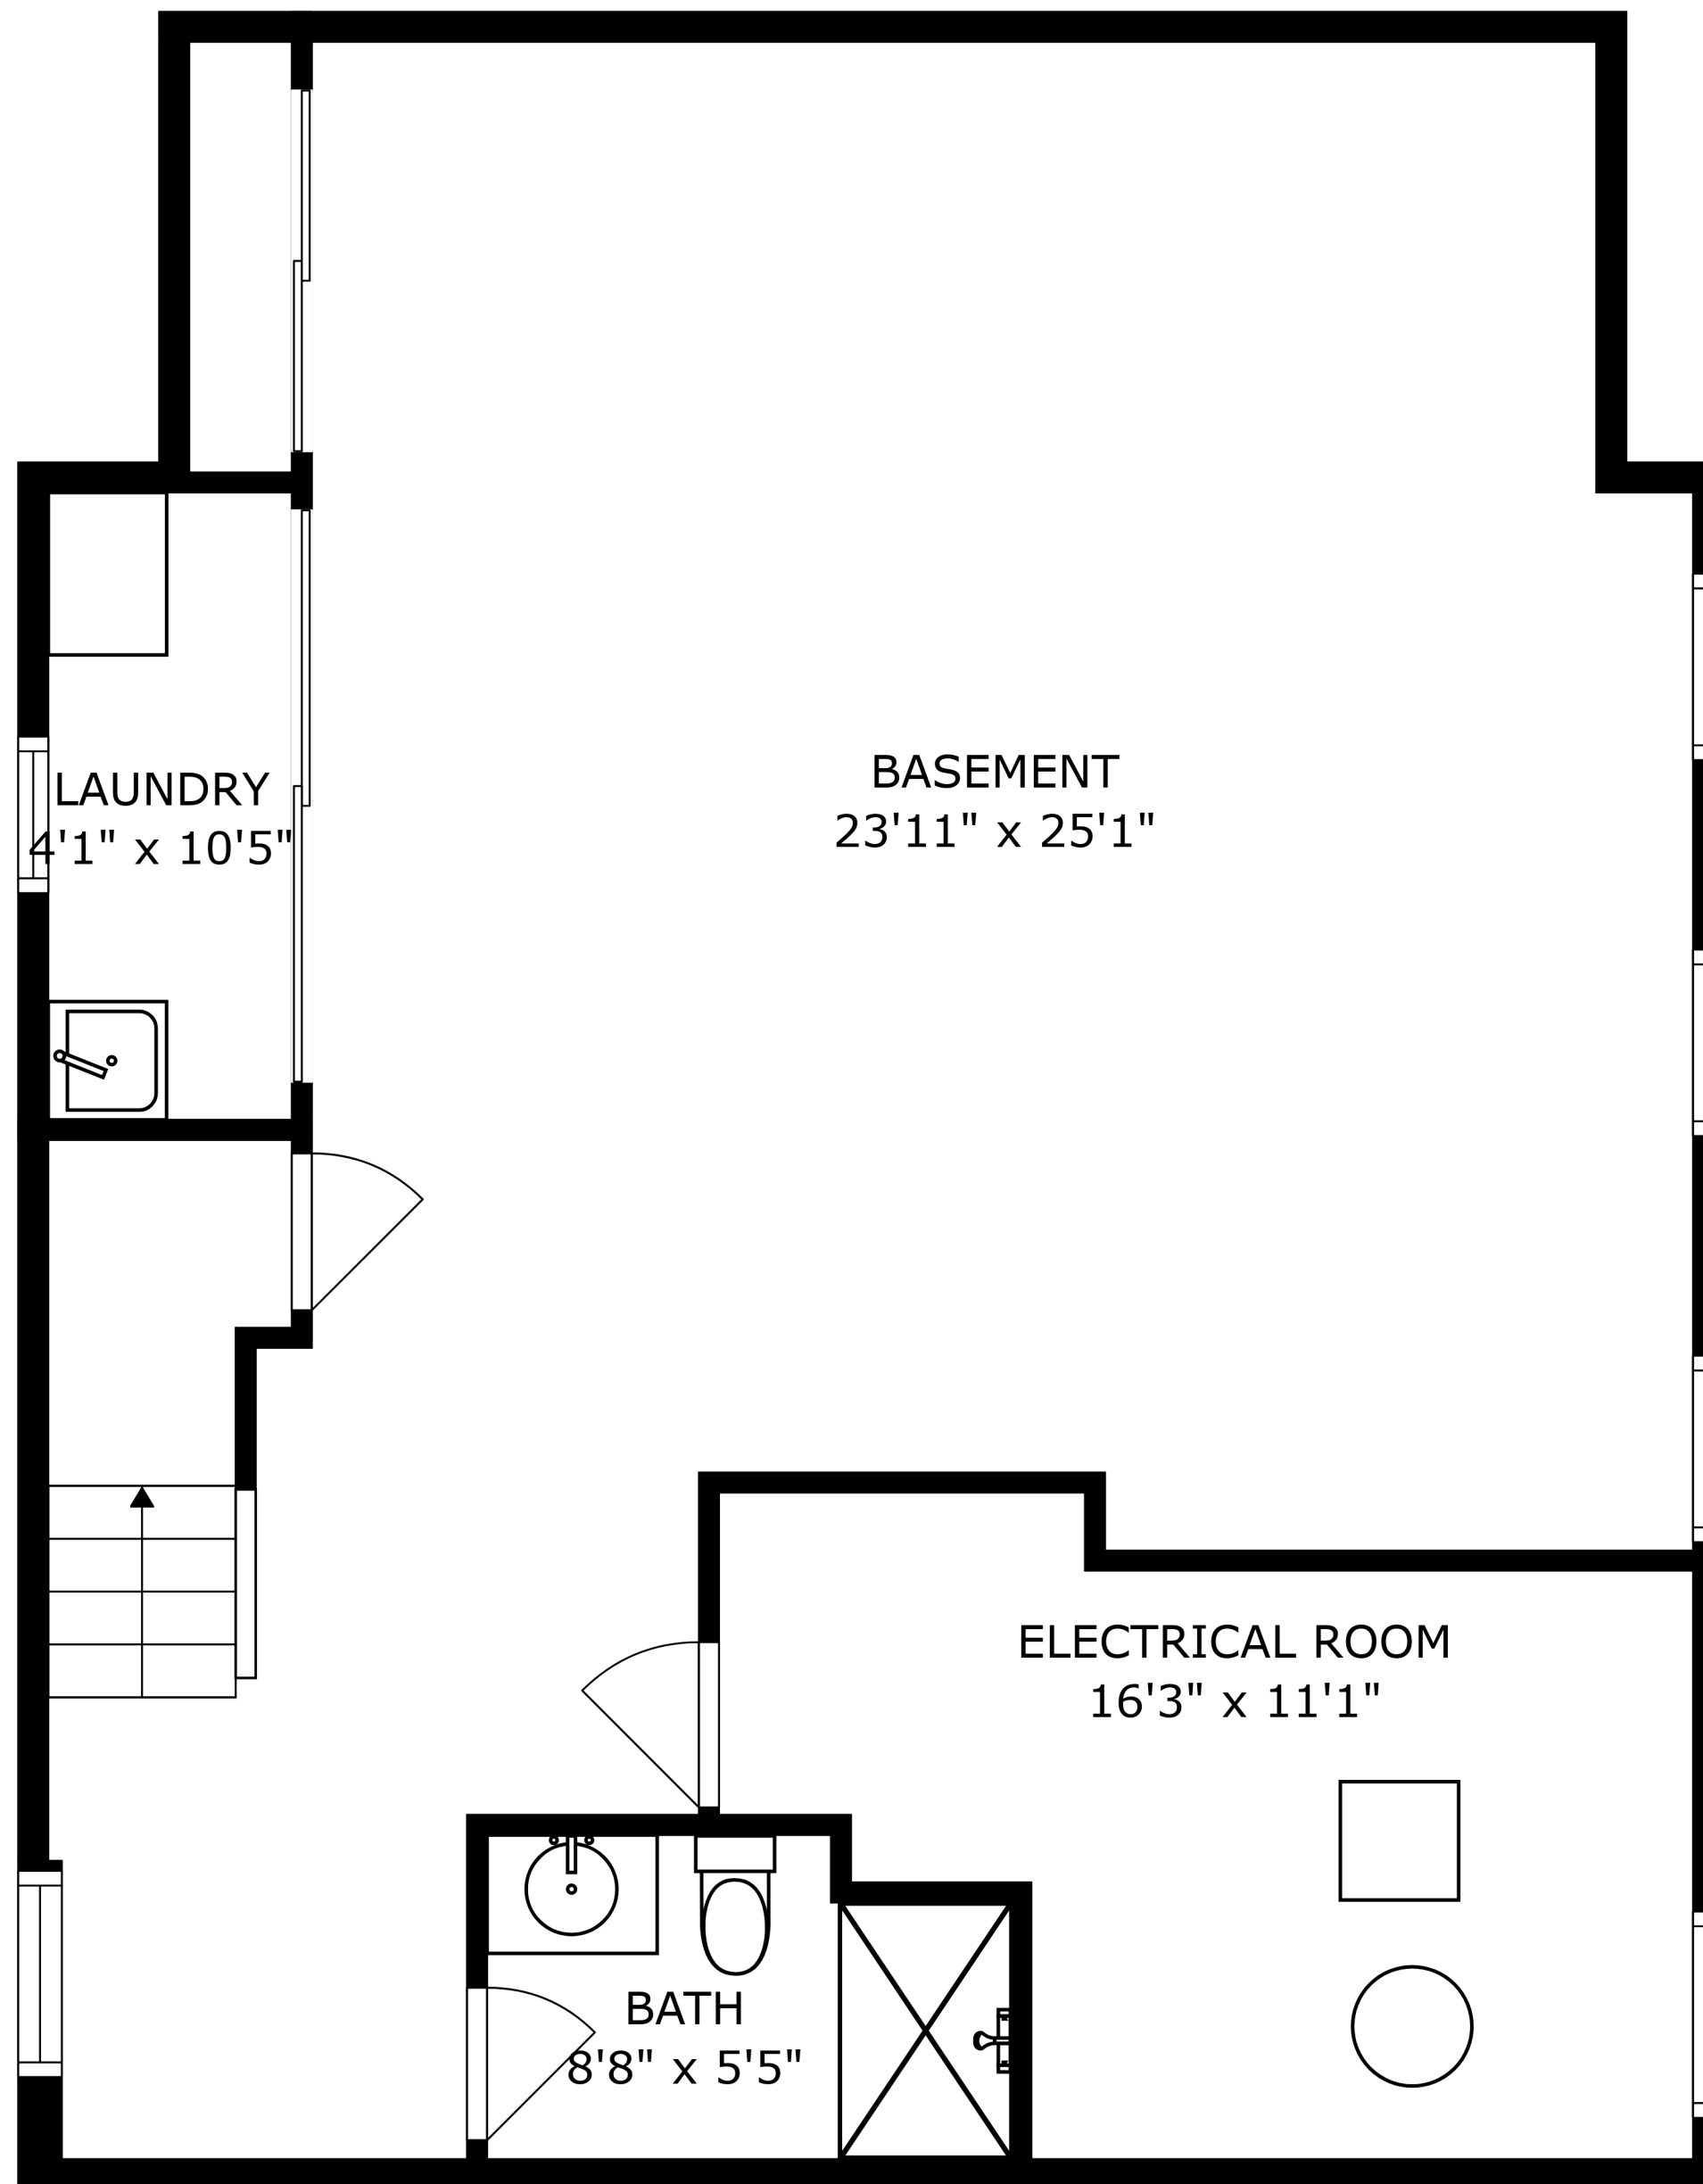 BASEMENT
23'11" x 25'1"
LAUNDRY
4'1" x 10'5"
ELECTRICAL ROOM
16'3" x 11'1"
BATH
8'8" x 5'5"